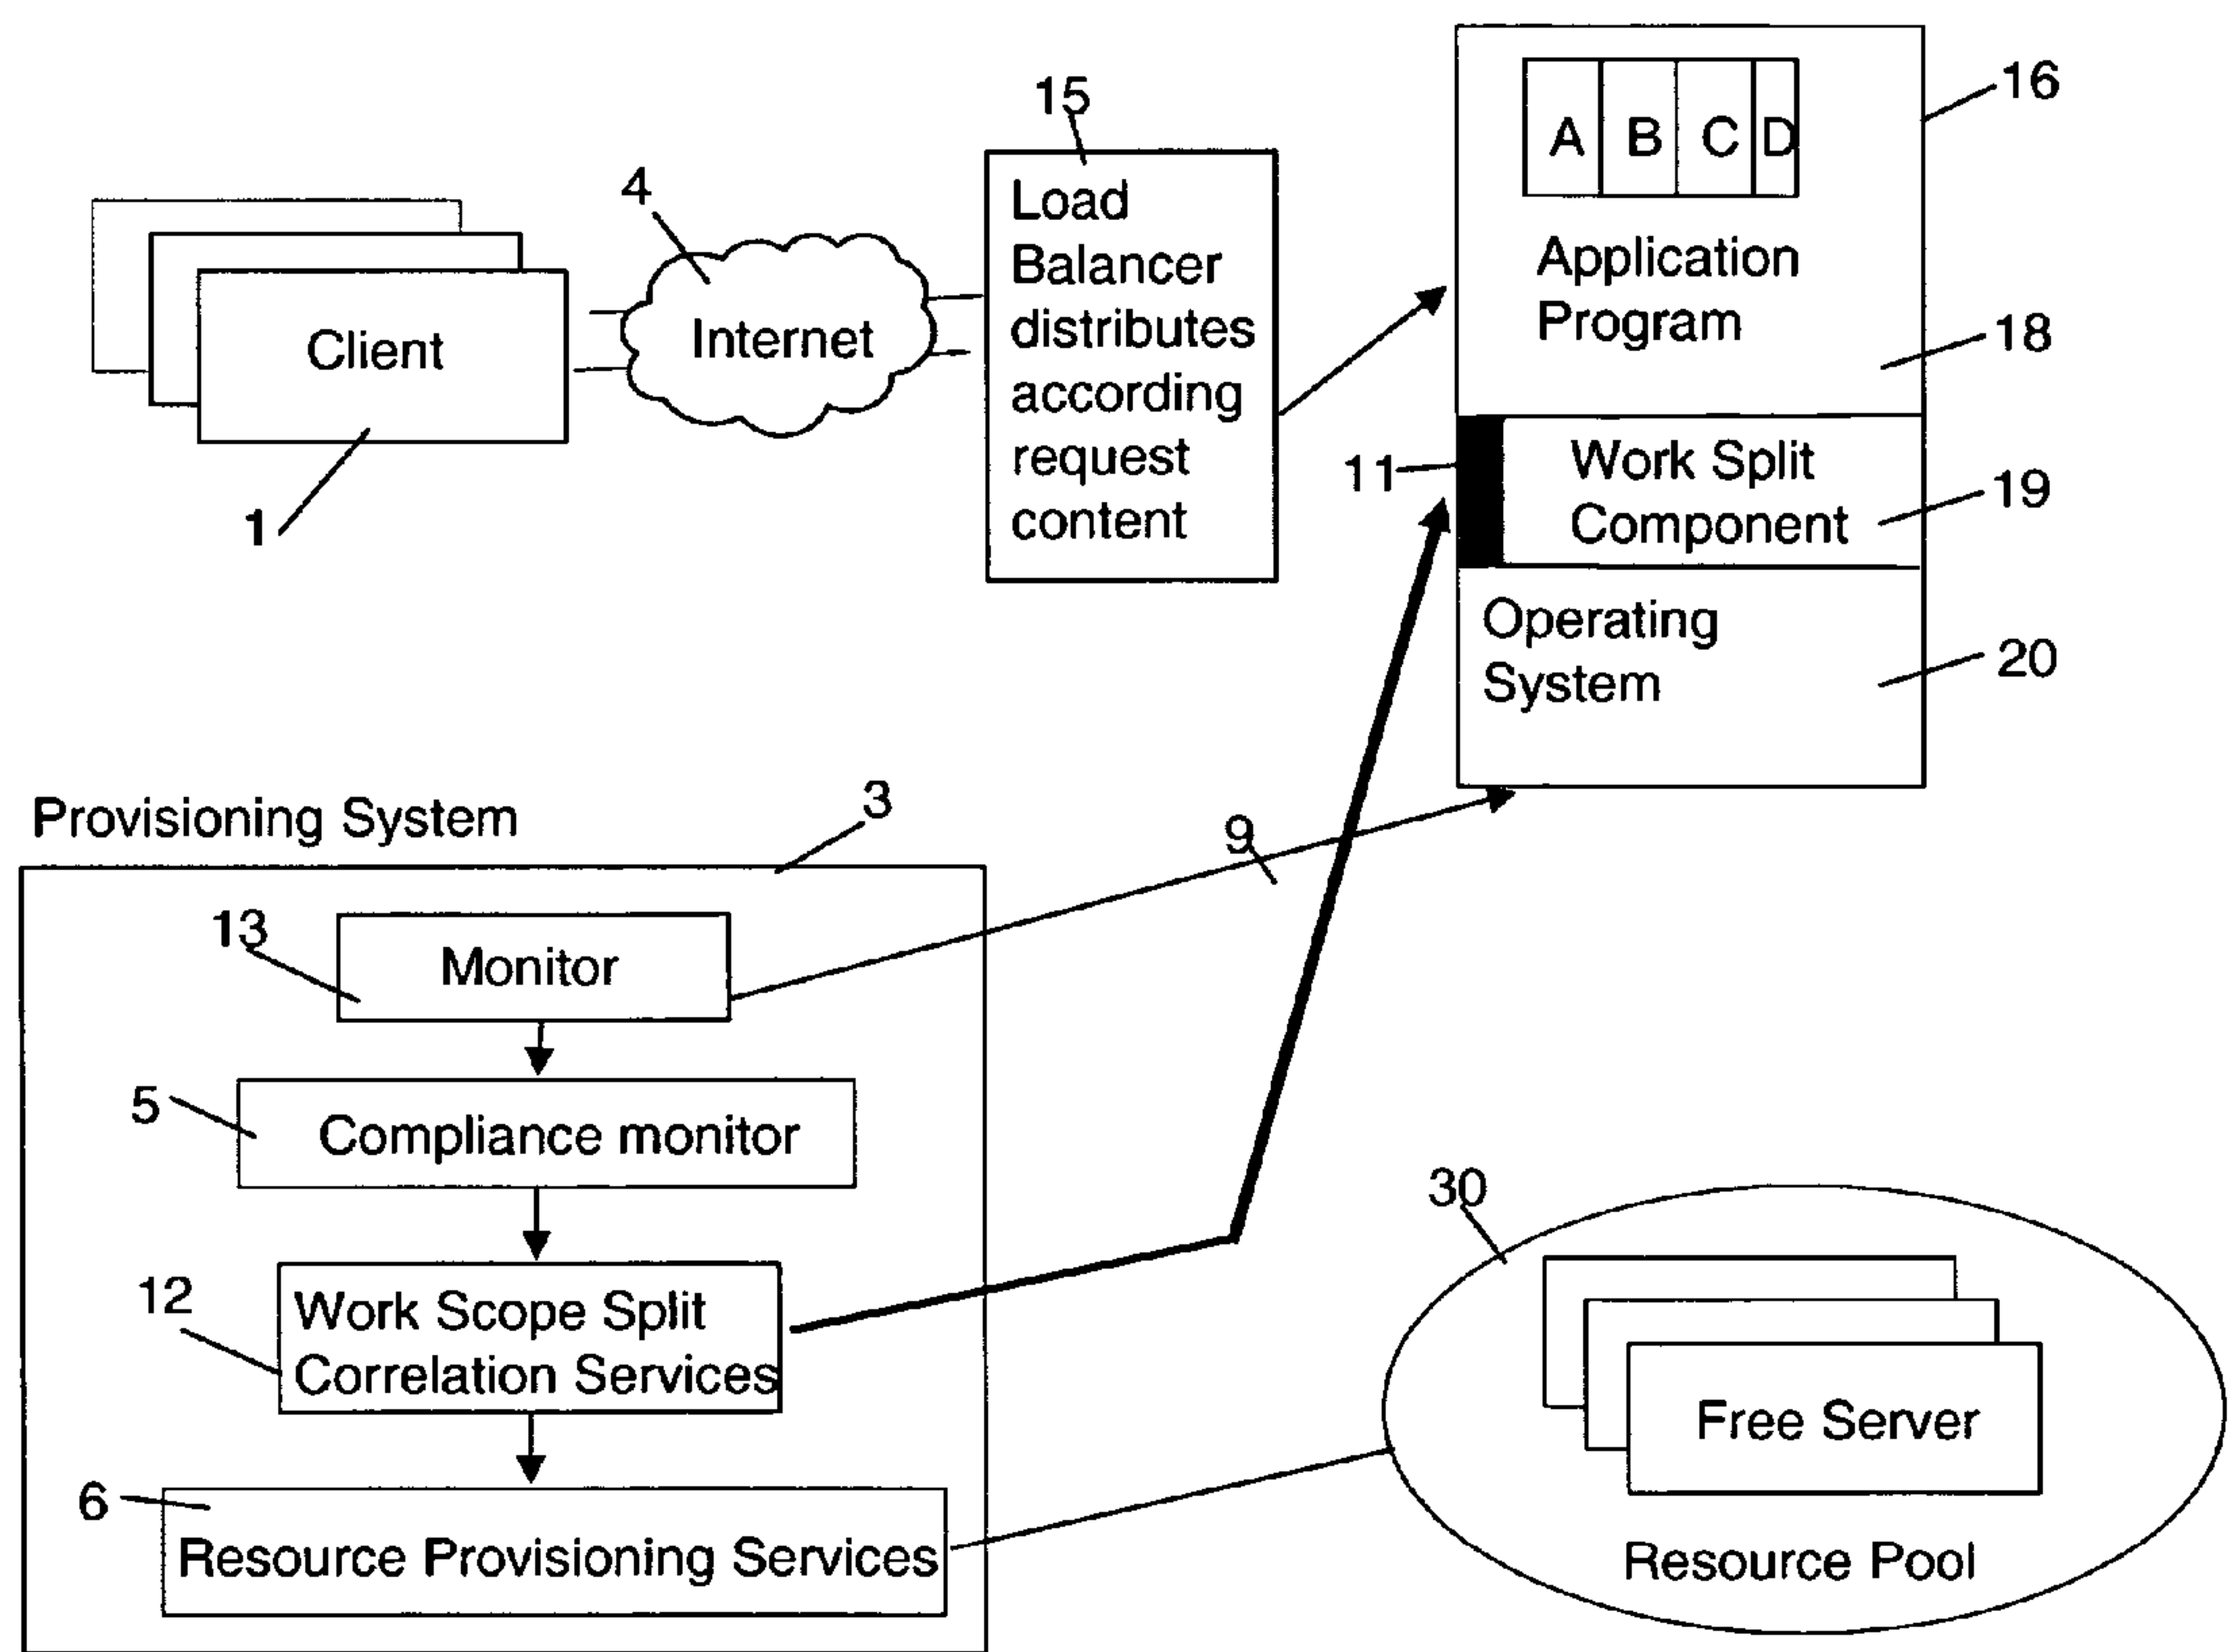 15
Load
Balancer
distributes
according
request
content
4
Client
Internet
1
A B C D
Application
Program
16
18
11
Work Split
Component
19
Operating
System
20
Provisioning System
3
9
13
Monitor
5
Compliance monitor
12
Work Scope Split
Correlation Services
6
Resource Provisioning Services
30
Free Server
Resource Pool